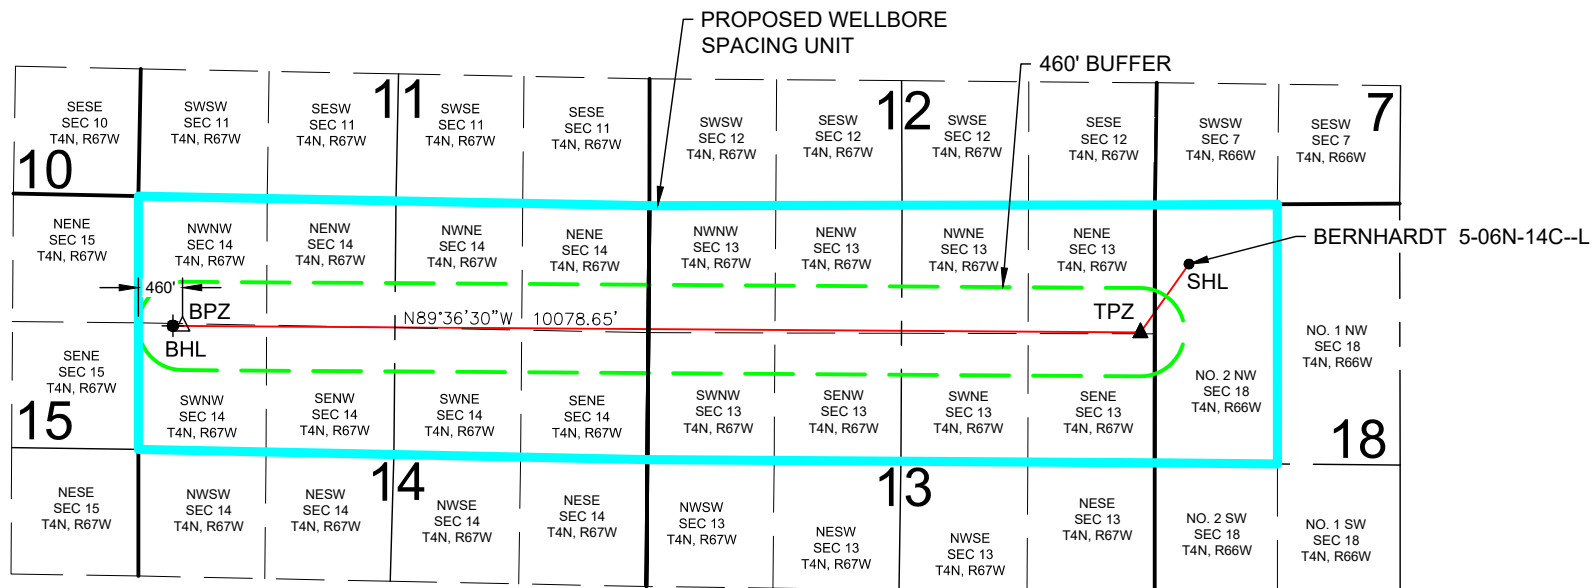 PROPOSED WELLBORE
SPACING UNIT
460' BUFFER
SESE
SEC 10
T4N, R67W
10
SWSW
SEC 11
T4N, R67W
SESW
SEC 11
T4N, R67W
11
SWSE
SEC 11
T4N, R67W
SESE
SEC 11
T4N, R67W
SWSW
SEC 12
T4N, R67W
SESW
SEC 12
T4N, R67W
12
SWSE
SEC 12
T4N, R67W
SESE
SEC 12
T4N, R67W
SWSW
SEC 7
T4N, R66W
SESW
SEC 7
T4N, R66W
7
NENE
SEC 15
T4N, R67W
NWNW
SEC 14
T4N, R67W
NENW
SEC 14
T4N, R67W
NWNE
SEC 14
T4N, R67W
NENE
SEC 14
T4N, R67W
NWNW
SEC 13
T4N, R67W
NENW
SEC 13
T4N, R67W
NWNE
SEC 13
T4N, R67W
NENE
SEC 13
T4N, R67W
BERNHARDT 5-06N-14C--L
SHL
460'
BPZ
BHL
N89°36'30"W 10078.65'
TPZ
NO. 1 NW
SEC 18
T4N, R66W
SENE
SEC 15
T4N, R67W
15
SWNW
SEC 14
T4N, R67W
SENW
SEC 14
T4N, R67W
SWNE
SEC 14
T4N, R67W
SENE
SEC 14
T4N, R67W
SWNW
SEC 13
T4N, R67W
SENW
SEC 13
T4N, R67W
SWNE
SEC 13
T4N, R67W
SENE
SEC 13
T4N, R67W
NO. 2 NW
SEC 18
T4N, R66W
18
NESE
SEC 15
T4N, R67W
NWSW
SEC 14
T4N, R67W
NESW
SEC 14
T4N, R67W
14
NWSE
SEC 14
T4N, R67W
NESE
SEC 14
T4N, R67W
NWSW
SEC 13
T4N, R67W
NESW
SEC 13
T4N, R67W
13
NWSE
SEC 13
T4N, R67W
NESE
SEC 13
T4N, R67W
NO. 2 SW
SEC 18
T4N, R66W
NO. 1 SW
SEC 18
T4N, R66W